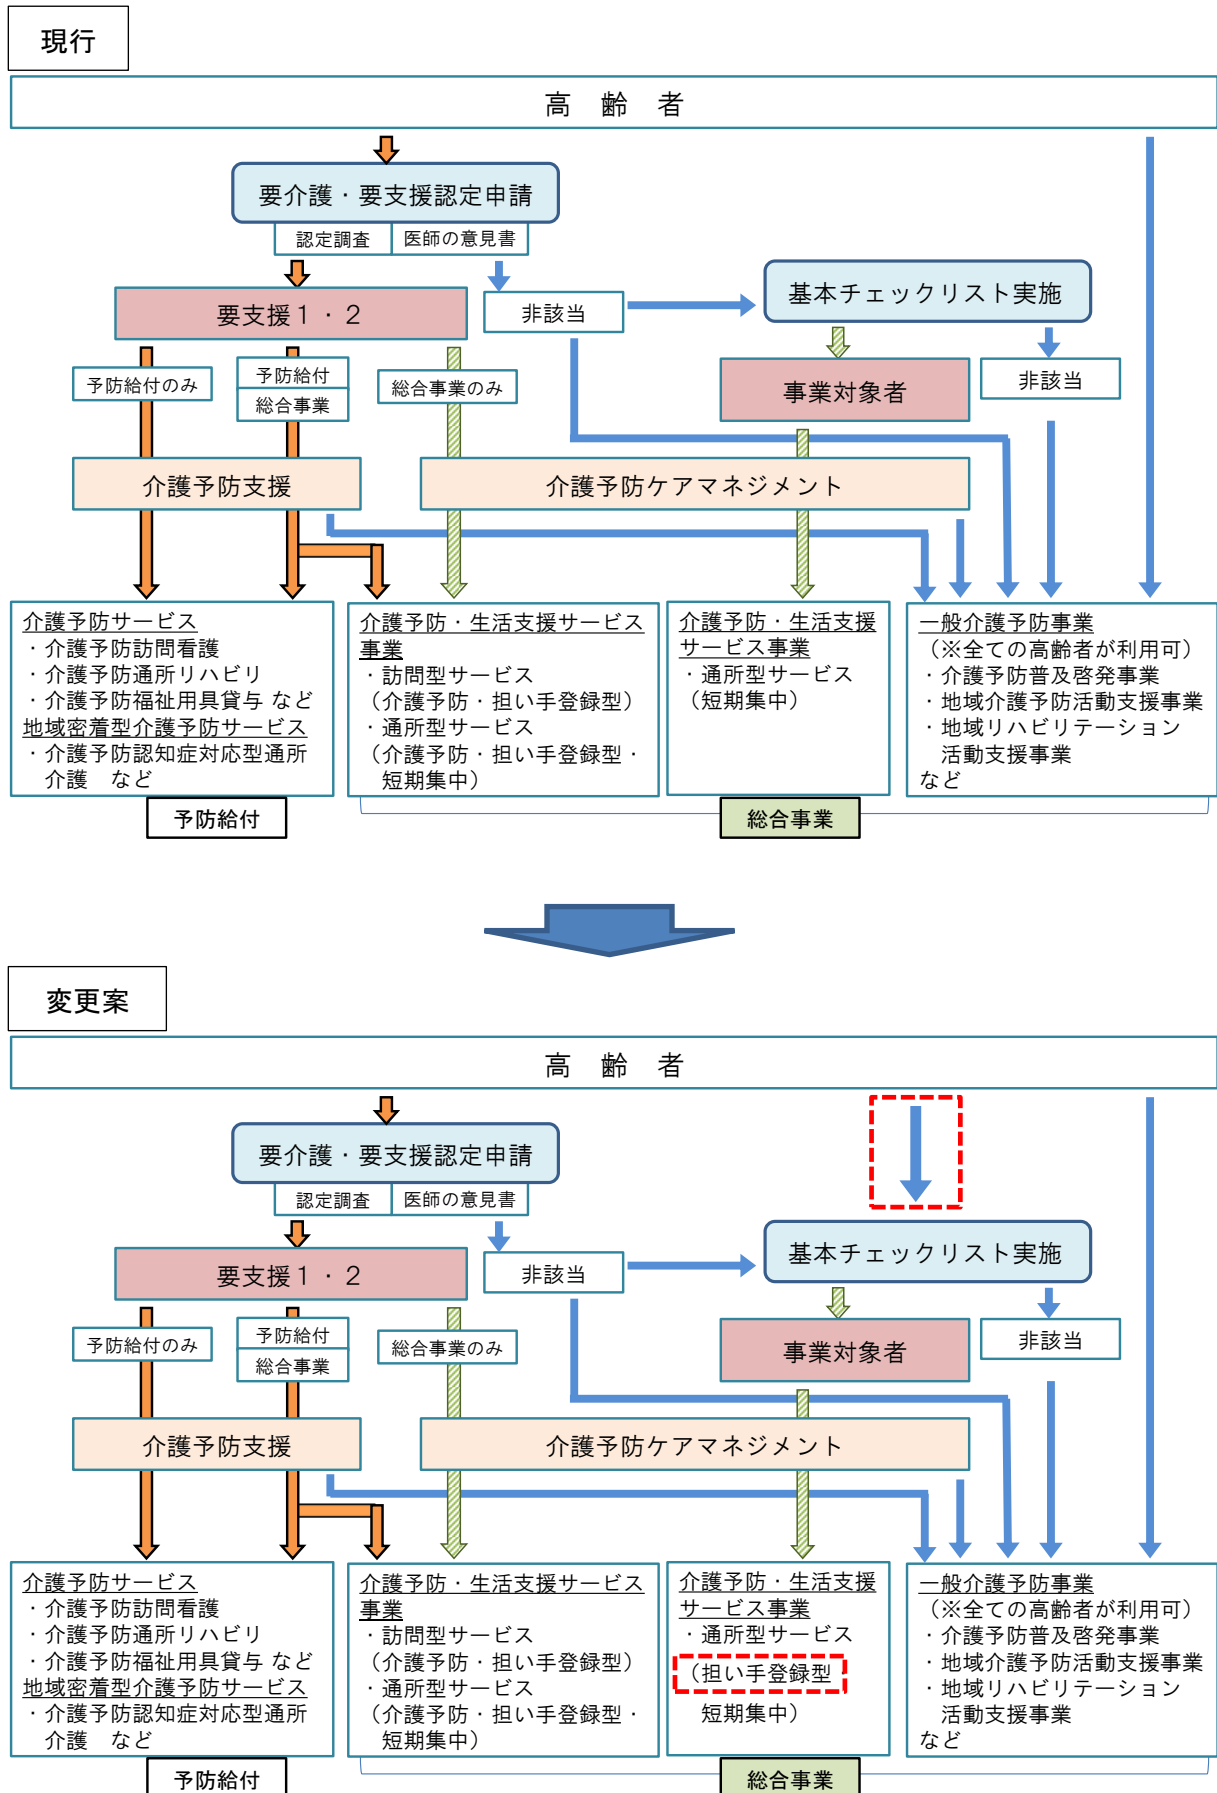 現行
高　齢　者
要介護・要支援認定申請
認定調査
医師の意見書
要支援１・２
非該当
基本チェックリスト実施
予防給付のみ
予防給付
総合事業
総合事業のみ
事業対象者
非該当
介護予防支援
介護予防ケアマネジメント
介護予防サービス
・介護予防訪問看護
・介護予防通所リハビリ
・介護予防福祉用具貸与 など
地域密着型介護予防サービス
・介護予防認知症対応型通所
介護　など
介護予防・生活支援サービス
事業
・訪問型サービス
（介護予防・担い手登録型）
・通所型サービス
（介護予防・担い手登録型・
短期集中）
介護予防・生活支援
サービス事業
・通所型サービス
（短期集中）
一般介護予防事業
（※全ての高齢者が利用可）
・介護予防普及啓発事業
・地域介護予防活動支援事業
・地域リハビリテーション
活動支援事業
など
予防給付
総合事業
変更案
高　齢　者
要介護・要支援認定申請
認定調査
医師の意見書
要支援１・２
非該当
基本チェックリスト実施
予防給付のみ
予防給付
総合事業
総合事業のみ
事業対象者
非該当
介護予防支援
介護予防ケアマネジメント
介護予防サービス
・介護予防訪問看護
・介護予防通所リハビリ
・介護予防福祉用具貸与 など
地域密着型介護予防サービス
・介護予防認知症対応型通所
介護　など
介護予防・生活支援サービス
事業
・訪問型サービス
（介護予防・担い手登録型）
・通所型サービス
（介護予防・担い手登録型・
短期集中）
介護予防・生活支援
サービス事業
・通所型サービス
（担い手登録型
短期集中）
一般介護予防事業
（※全ての高齢者が利用可）
・介護予防普及啓発事業
・地域介護予防活動支援事業
・地域リハビリテーション
活動支援事業
など
予防給付
総合事業